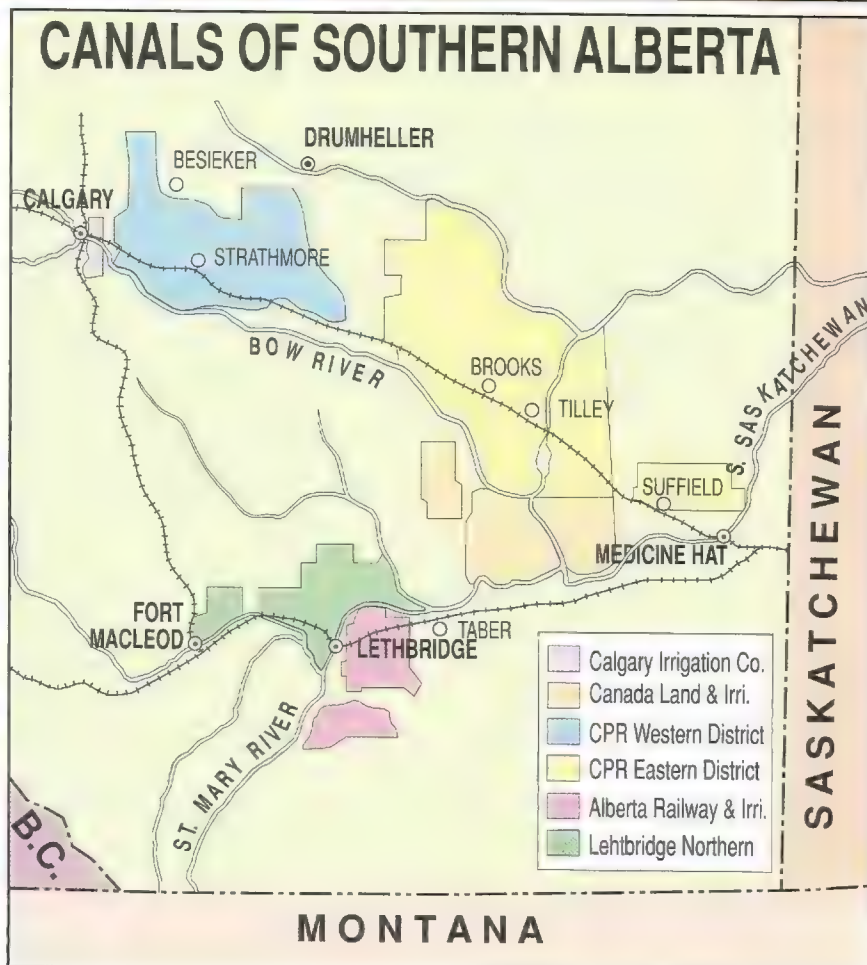 CANALS OF SOUTHERN ALBERTA
DRUMHELLER
BESIEKER
CALGARY
STRATHMORE
BOW RIVER
BROOKS
TILLEY
S. SASKATCHEWAN
SUFFIELD
MEDICINE HAT
FORT
MACLEOD
TABER
LETHBRIDGE
ST. MARY RIVER
Calgary Irrigation Co.
Canada Land & Irri.
CPR Western District
CPR Eastern District
Alberta Railway & Irri.
Lehtbridge Northern
SASKATCHEWAN
B.C.
MONTANA